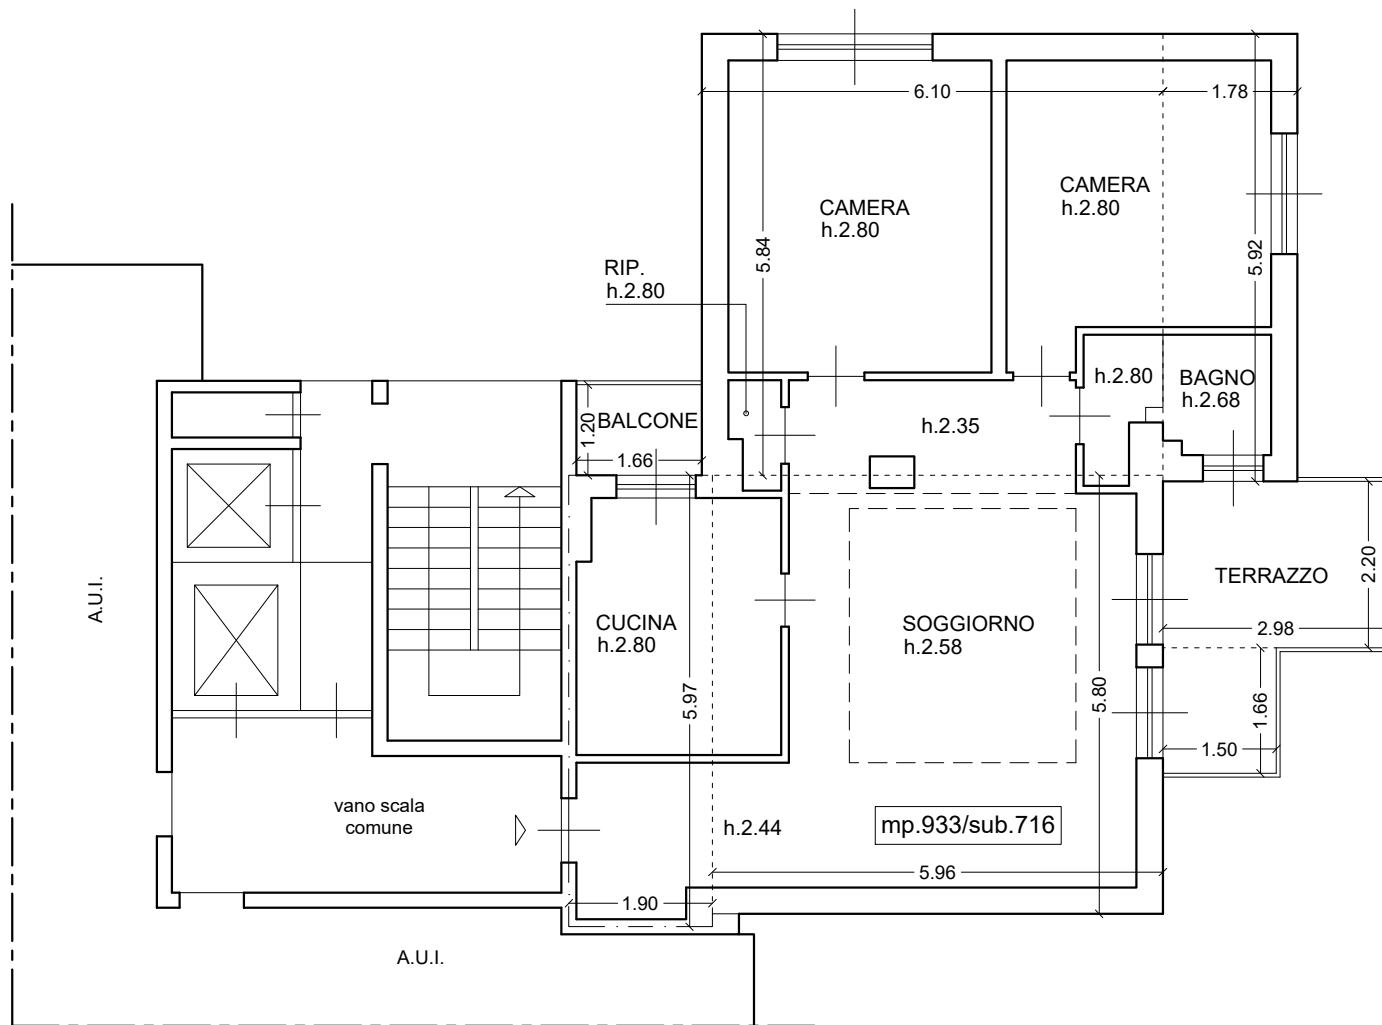 6.10
1.78
CAMERA
h.2.80
CAMERA
h.2.80
5.84
5.92
RIP.
h.2.80
h.2.80
BAGNO
h.2.68
1.20
BALCONE
1.66
h.2.35
A.U.I.
CUCINA
h.2.80
SOGGIORNO
h.2.58
TERRAZZO
2.20
2.98
5.97
5.80
1.66
1.50
vano scala
comune
h.2.44
mp.933/sub.716
5.96
1.90
A.U.I.